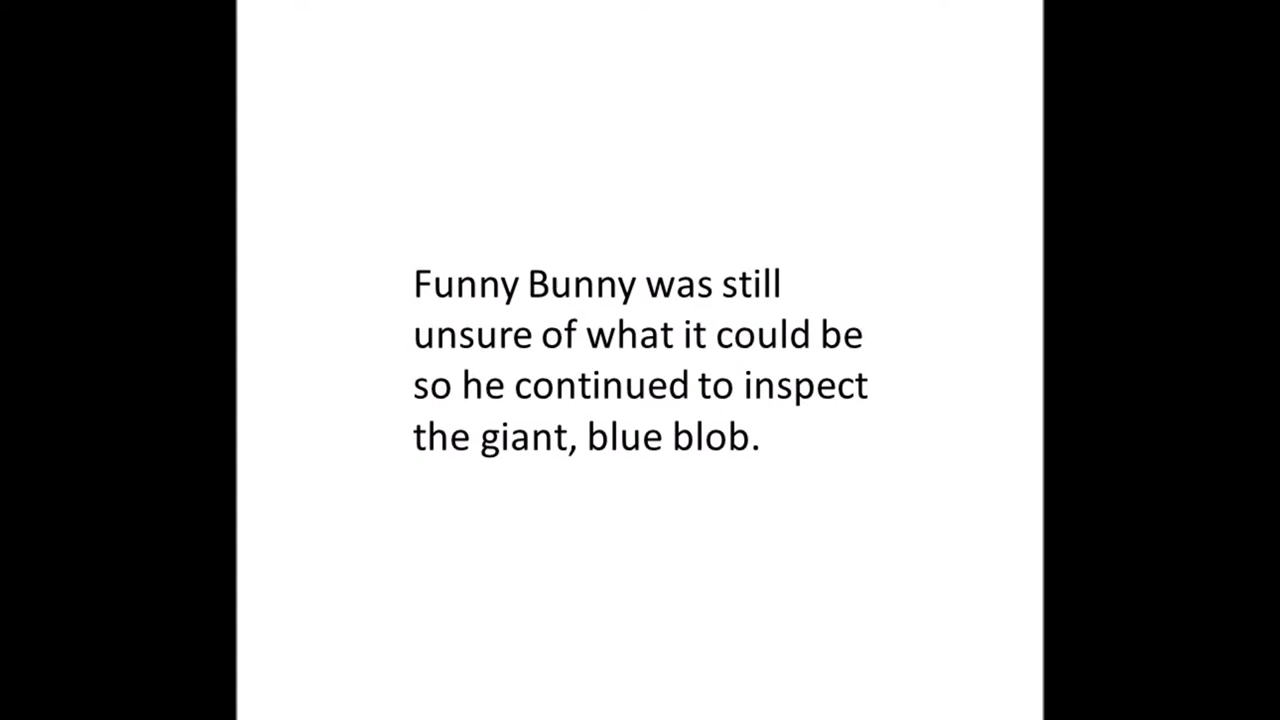 Funny Bunny was still
unsure of what it could be
so he continued to inspect
the giant, blue blob.